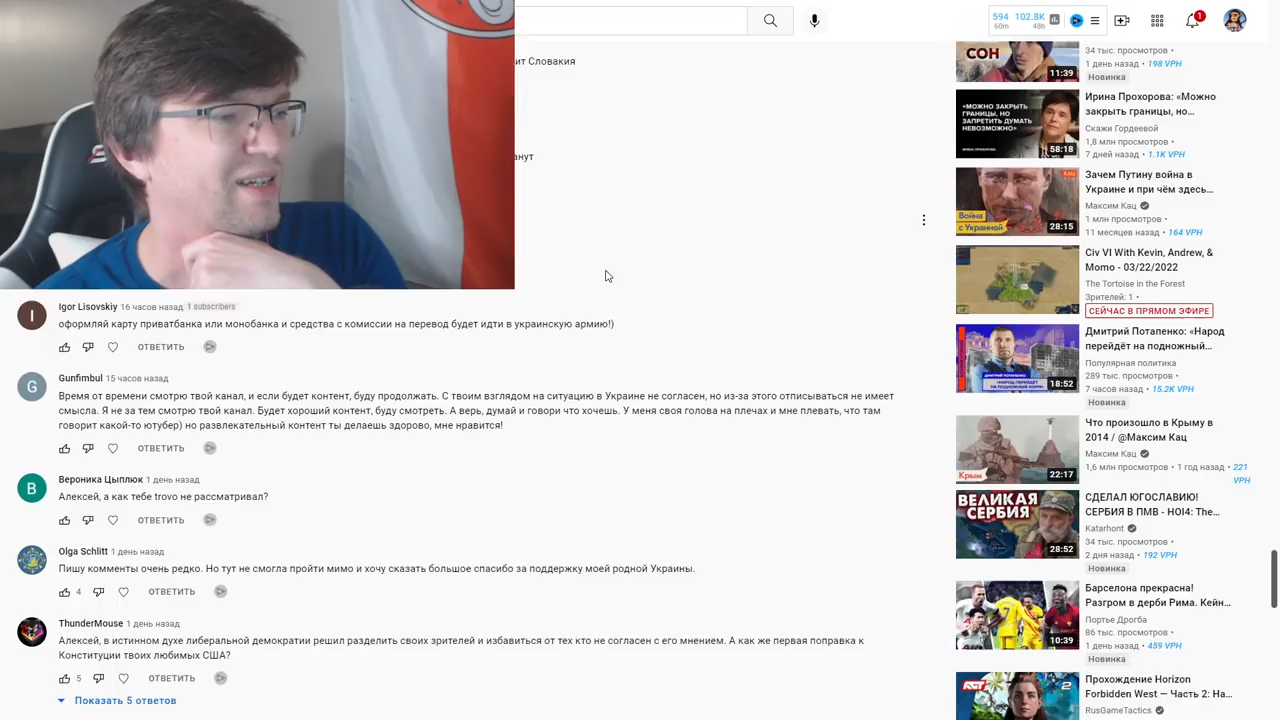 594 102.8K
60m 48h
1
ит Словакия
анут
Igor Lisovskiy 16 часов назад 1 subscribers
оформляй карту приватбанка или монобанка и средства с комиссии на перевод будет идти в украинскую армию!)
ОТВЕТИТЬ
Gunfimbul 15 часов назад
Время от времени смотрю твой канал, и если будет контент, буду продолжать. С твоим взглядом на ситуацию в Украине не согласен, но из-за этого отписываться не имеет
смысла. Я не за тем смотрю твой канал. Будет хороший контент, буду смотреть. А верь, думай и говори что хочешь. У меня своя голова на плечах и мне плевать, что там
говорит какой-то ютубер) но развлекательный контент ты делаешь здорово, мне нравится!
ОТВЕТИТЬ
В
Вероника Цыплюк 1 день назад
Алексей, а как тебе trovo не рассматривал?
ОТВЕТИТЬ
Olga Schlitt 1 день назад
Пишу комменты очень редко. Но тут не смогла пройти мимо и хочу сказать большое спасибо за поддержку моей родной Украины.
4 ОТВЕТИТЬ
ThunderMouse 1 день назад
Алексей, в истинном духе либеральной демократии решил разделить своих зрителей и избавиться от тех кто не согласен с его мнением. А как же первая поправка к
Конституции твоих любимых США?
5 ОТВЕТИТЬ
Показать 5 ответов
СОН
11:39
34 тыс. просмотров •
1 день назад • 198 VPH
Новинка
«МОЖНО ЗАКРЫТЬ
ГРАНИЦЫ, НО
ЗАПРЕТИТЬ ДУМАТЬ
НЕВОЗМОЖНО»
ИРИНА ПРОХОРОВА
58:18
Ирина Прохорова: «Можно
закрыть границы, но…
Скажи Гордеевой
1,8 млн просмотров •
7 дней назад • 1.1K VPH
КАЦ
Война
с Украиной
28:15
Зачем Путину война в
Украине и при чём здесь…
Максим Кац
1 млн просмотров •
11 месяцев назад • 164 VPH
Civ VI With Kevin, Andrew, &
Momo - 03/22/2022
The Tortoise in the Forest
Зрителей: 1 •
СЕЙЧАС В ПРЯМОМ ЭФИРЕ
ДМИТРИЙ ПОТАПЕНКО:
«НАРОД ПЕРЕЙДЁТ
НА ПОДНОЖНЫЙ КОРМ»
18:52
Дмитрий Потапенко: «Народ
перейдёт на подножный…
Популярная политика
289 тыс. просмотров •
7 часов назад • 15.2K VPH
Новинка
Крым
22:17
Что произошло в Крыму в
2014 / @Максим Кац
Максим Кац
1,6 млн просмотров • 1 год назад • 221
VPH
ВЕЛИКАЯ
СЕРБИЯ
28:52
СДЕЛАЛ ЮГОСЛАВИЮ!
СЕРБИЯ В ПМВ - HOI4: The…
Katarhont
34 тыс. просмотров •
2 дня назад • 192 VPH
Новинка
10:39
Барселона прекрасна!
Разгром в дерби Рима. Кейн…
Портье Дрогба
86 тыс. просмотров •
1 день назад • 459 VPH
Новинка
2
Прохождение Horizon
Forbidden West — Часть 2: На…
RusGameTactics